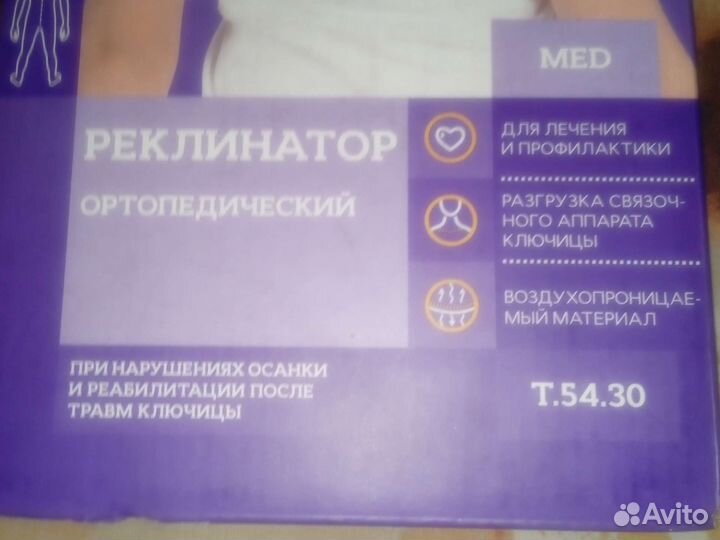 MED
РЕКЛИНАТОР
ОРТОПЕДИЧЕСКИЙ
ДЛЯ ЛЕЧЕНИЯ
И ПРОФИЛАКТИКИ
РАЗГРУЗКА СВЯЗОЧ-
НОГО АППАРАТА
КЛЮЧИЦЫ
ВОЗДУХОПРОНИЦАЕ-
МЫЙ МАТЕРИАЛ
ПРИ НАРУШЕНИЯХ ОСАНКИ
И РЕАБИЛИТАЦИИ ПОСЛЕ
ТРАВМ КЛЮЧИЦЫ
Т.54.30
Avito